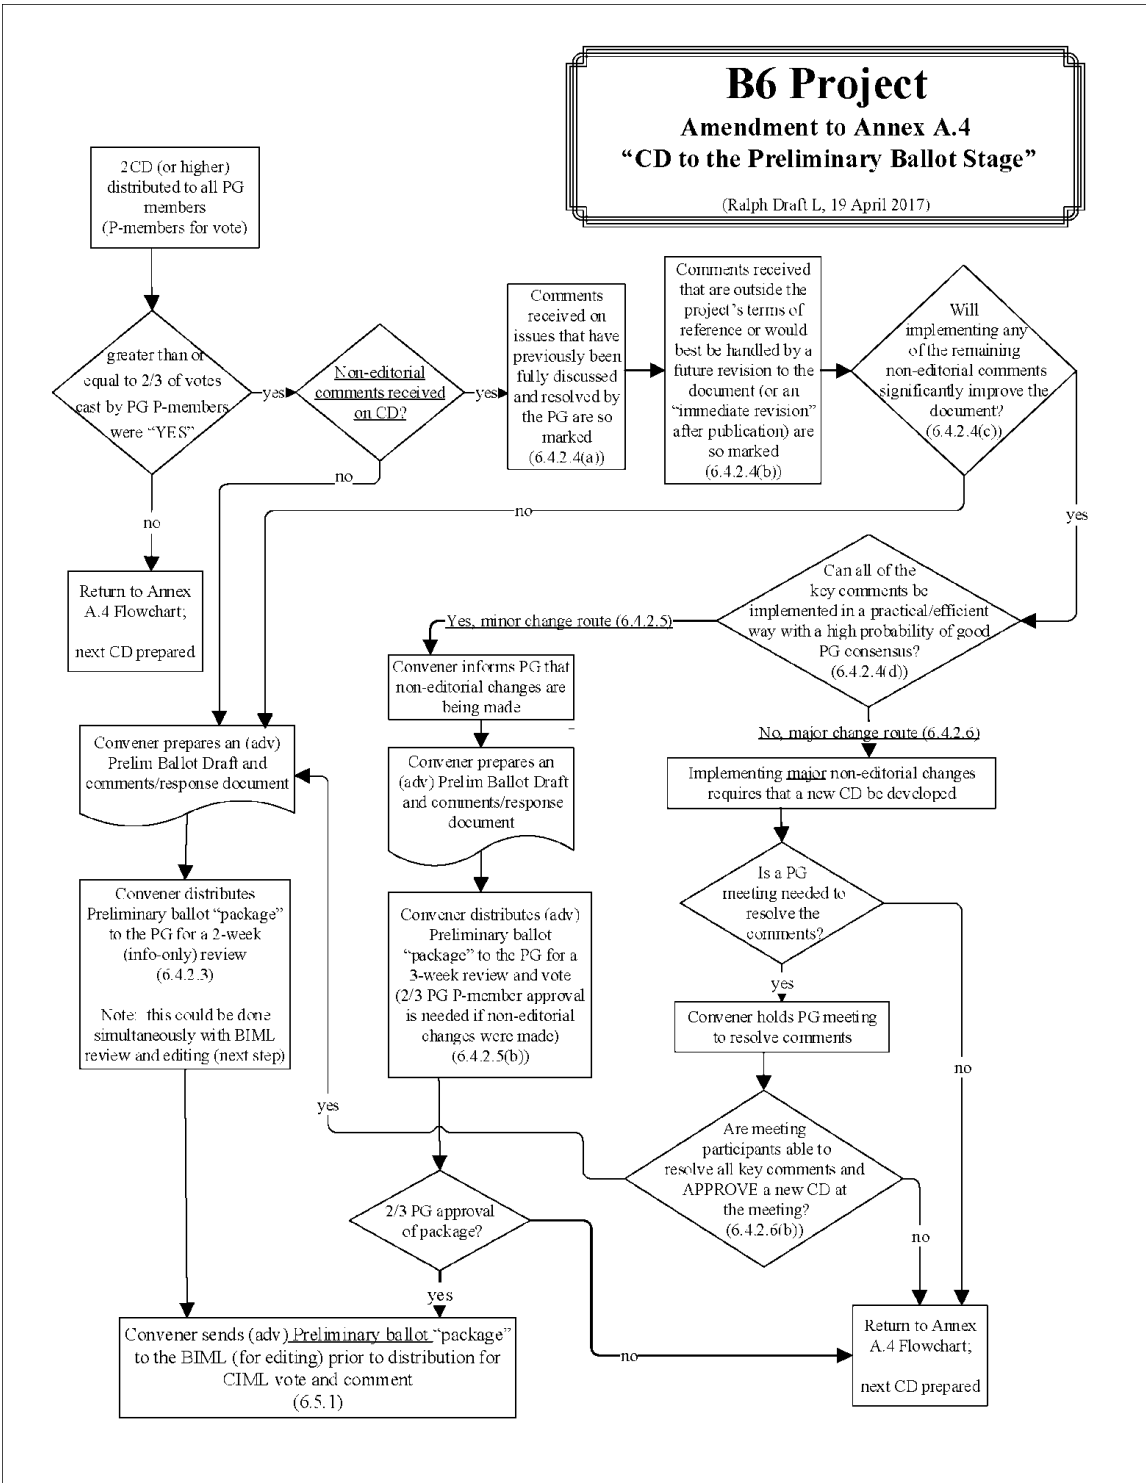 B6 Project
Amendment to Annex A.4
“CD to the Preliminary Ballot Stage”
(Ralph Draft L, 19 April 2017)
2CD (or higher)
distributed to all PG
members
(P-members for vote)
greater than or
equal to 2/3 of votes
cast by PG P-members
were “YES”
yes
Non-editorial
comments received
on CD?
yes
Comments
received on
issues that have
previously been
fully discussed
and resolved
by the PG are so
marked
(6.4.2.4(a))
Comments received
that are outside the
project’s terms of
reference or would
best be handled by a
future revision to the
document (or an
“immediate revision”
after publication) are
so marked
(6.4.2.4(b))
Will
implementing any
of the remaining
non-editorial comments
significantly improve the
document?
(6.4.2.4(c))
no
no
yes
no
Return to Annex
A.4 Flowchart;
next CD prepared
Can all of the
key comments be
implemented in a practical/efficient
way with a high probability of good
PG consensus?
(6.4.2.4(d))
Yes, minor change route (6.4.2.5)
Convener informs PG that
non-editorial changes are
being made
No, major change route (6.4.2.6)
Convener prepares an (adv)
Prelim Ballot Draft and
comments/response document
Convener prepares an
(adv) Prelim Ballot Draft
and comments/response
document
Implementing major non-editorial changes
requires that a new CD be developed
Is a PG
meeting needed to
resolve the
comments?
Convener distributes
Preliminary ballot “package”
to the PG for a 2-week
(info-only) review
(6.4.2.3)
Note: this could be done
simultaneously with BIML
review and editing (next step)
Convener distributes (adv)
Preliminary ballot
“package” to the PG for a
3-week review and vote
(2/3 PG P-member approval
is needed if non-editorial
changes were made)
(6.4.2.5(b))
yes
Convener holds PG meeting
to resolve comments
no
yes
Are meeting
participants able to
resolve all key comments and
APPROVE a new CD at
the meeting?
(6.4.2.6(b))
2/3 PG approval
of package?
no
yes
Convener sends (adv) Preliminary ballot “package”
to the BIML (for editing) prior to distribution for
CIML vote and comment
(6.5.1)
no
Return to Annex
A.4 Flowchart;
next CD prepared